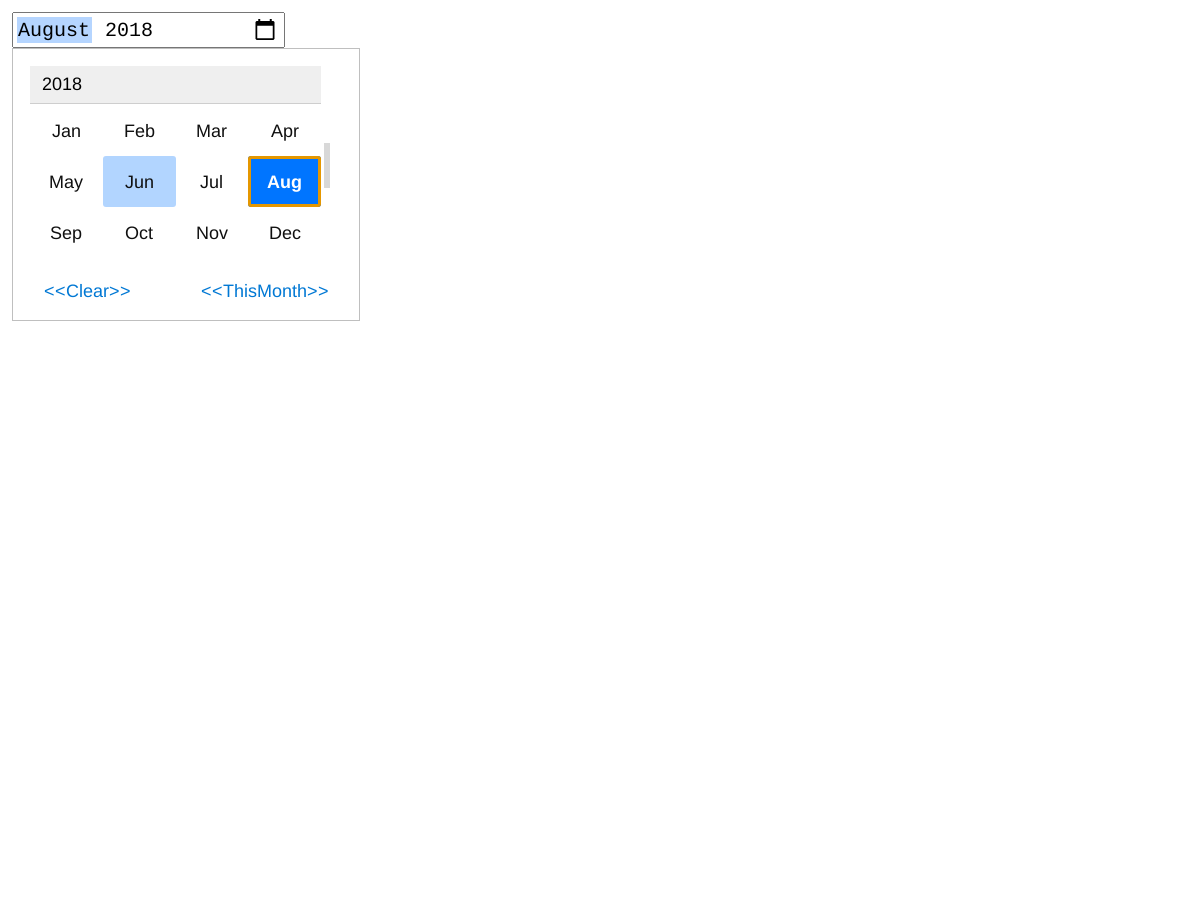 August 2018
2018
Jan Feb Mar Apr
May Jun Jul Aug
Sep Oct Nov Dec
<<Clear>> <<ThisMonth>>